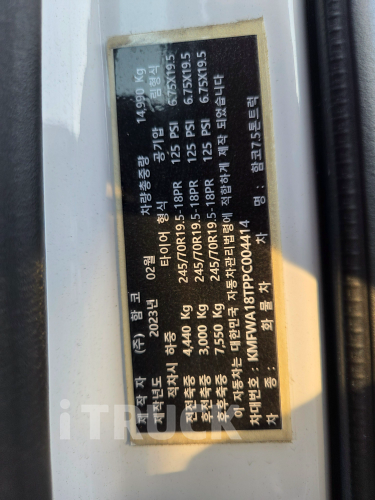 제 작 자 (주) 함 코
제작년도 2023년 02월 차량총중량 14,990 Kg
적차시 하중 타이어 형식 공기압 림형식
전전축중 4,440 Kg 245/70R19.5-18PR 125 PSI 6.75X19.5
후전축중 3,000 Kg 245/70R19.5-18PR 125 PSI 6.75X19.5
후후축중 7,550 Kg 245/70R19.5-18PR 125 PSI 6.75X19.5
이 자동차는 대한민국 자동차관리법령에 적합하게 제작 되었습니다
차대번호 : KMFWA18TPPC004414
차 종 : 화 물 차 차 명 : 함코7.5톤트럭
iTRUCK